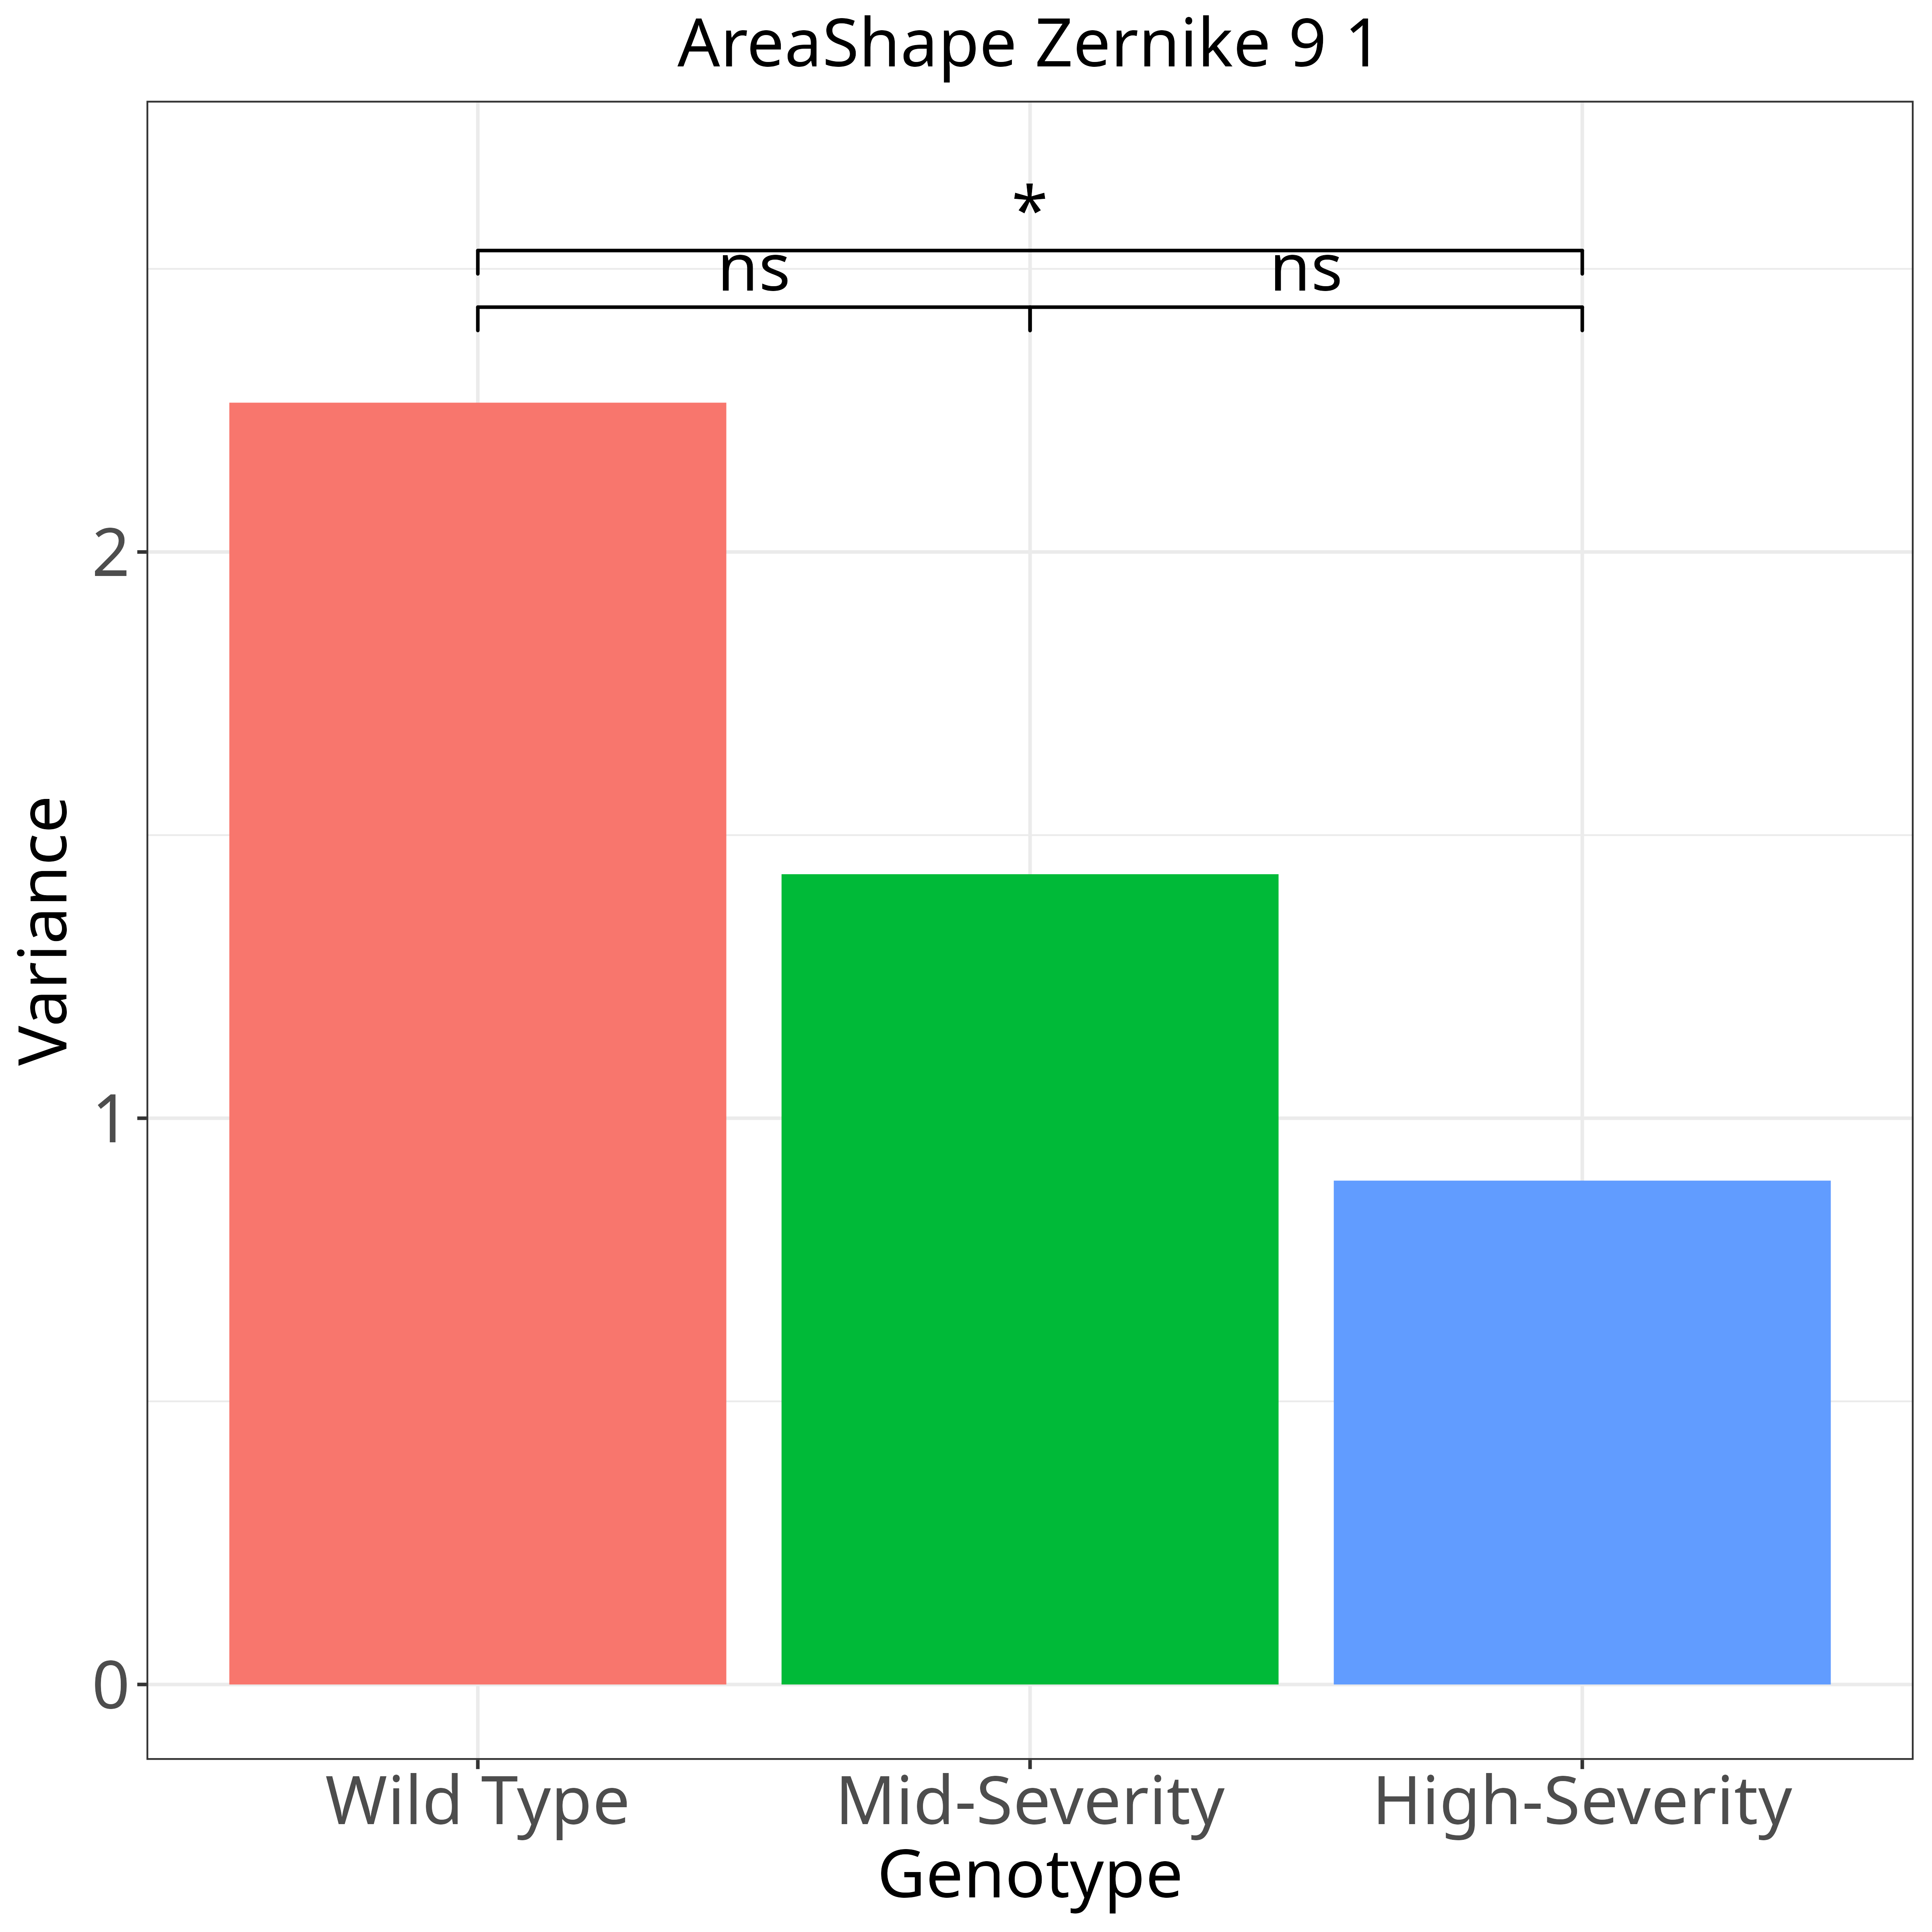 AreaShape Zernike 9 1
*
ns ns
2
1
0
Variance
Wild Type Mid-Severity High-Severity
Genotype